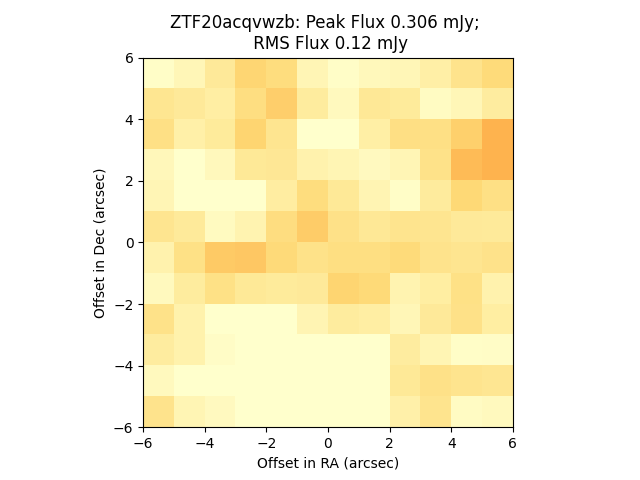 ZTF20acqvwzb: Peak Flux 0.306 mJy;
RMS Flux 0.12 mJy
6
4
2
0
−2
−4
−6
Offset in Dec (arcsec)
−6 −4 −2 0 2 4 6
Offset in RA (arcsec)